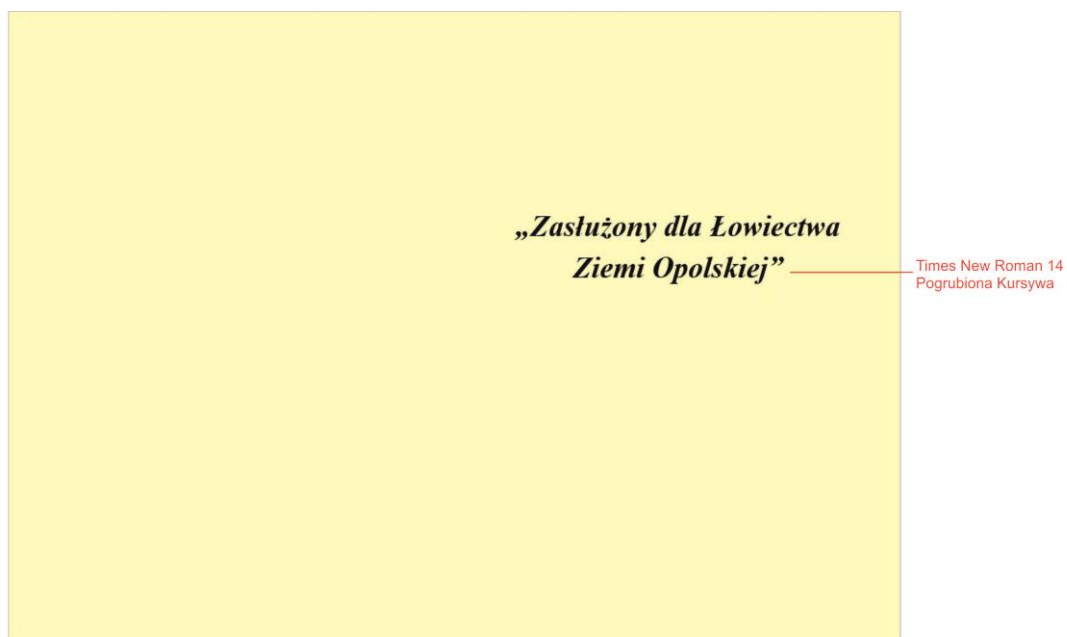 „Zasłużony dla Łowiectwa
Ziemi Opolskiej”
Times New Roman 14
Pogrubiona Kursywa